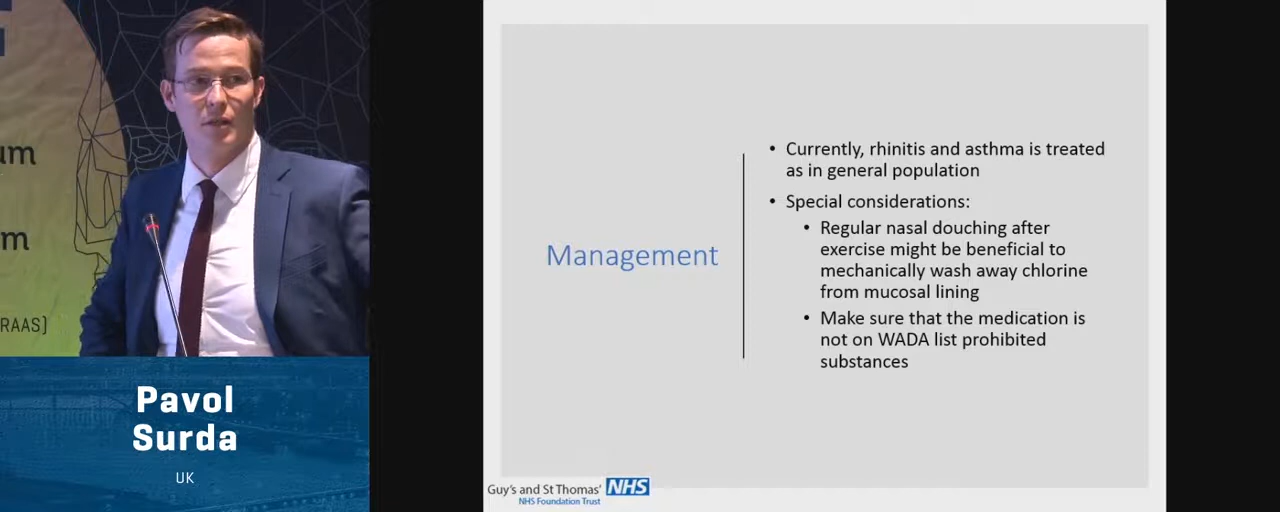 um
m
RAAS)
Pavol
Surda
UK
Management
• Currently, rhinitis and asthma is treated
as in general population
• Special considerations:
• Regular nasal douching after
exercise might be beneficial to
mechanically wash away chlorine
from mucosal lining
• Make sure that the medication is
not on WADA list prohibited
substances
Guy's and St Thomas' NHS
NHS Foundation Trust